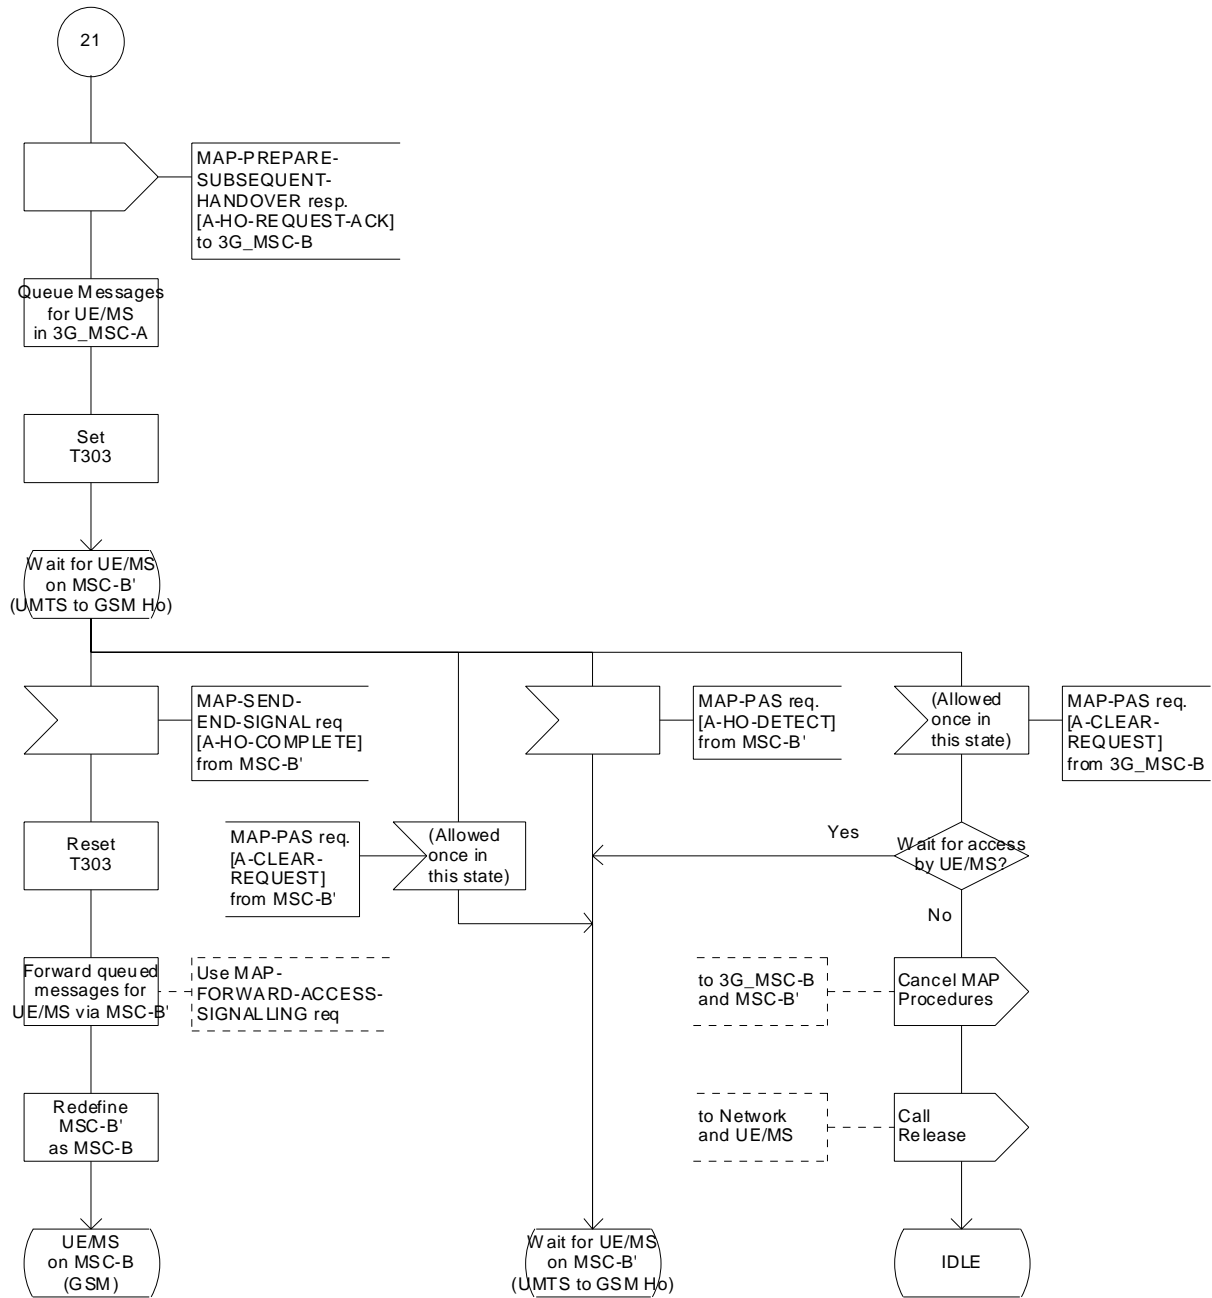 21
MAP-PREPARE-
SUBSEQUENT-
HANDOVER resp.
[A-HO-REQUEST-ACK]
to 3G_MSC-B
Queue Messages
for UE/MS
in 3G_MSC-A
Set
T303
Wait for UE/MS
on MSC-B'
(UMTS to GSM Ho)
MAP-SEND-
END-SIGNAL req
[A-HO-COMPLETE]
from MSC-B'
MAP-PAS req.
[A-HO-DETECT]
from MSC-B'
(Allowed
once in
this state)
MAP-PAS req.
[A-CLEAR-
REQUEST]
from 3G_MSC-B
Reset
T303
MAP-PAS req.
[A-CLEAR-
REQUEST]
from MSC-B'
(Allowed
once in
this state)
Yes
Wait for access
by UE/MS?
No
Forward queued
messages for
UE/MS via MSC-B'
Use MAP-
FORWARD-ACCESS-
SIGNALLING req
to 3G_MSC-B
and MSC-B'
Cancel MAP
Procedures
Redefine
MSC-B'
as MSC-B
to Network
and UE/MS
Call
Release
UE/MS
on MSC-B
(GSM)
Wait for UE/MS
on MSC-B'
(UMTS to GSM Ho)
IDLE